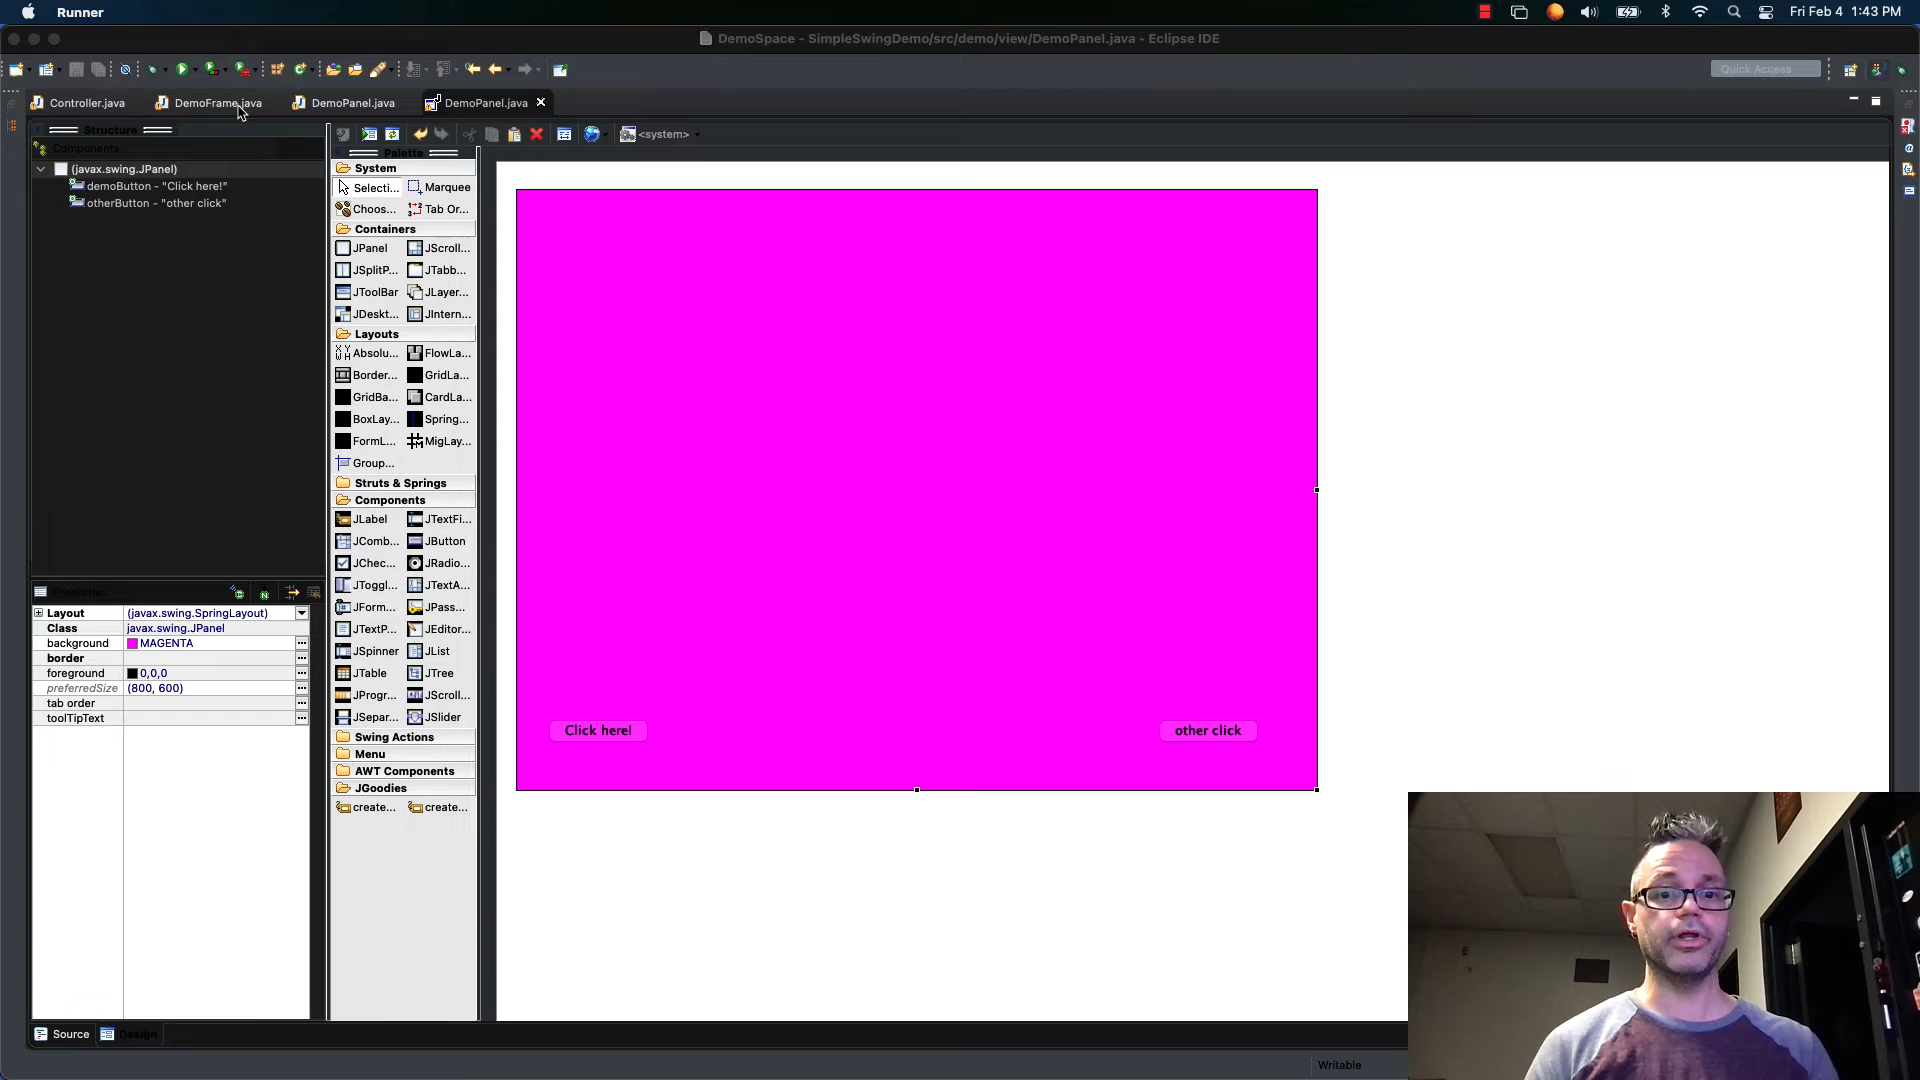 Runner
Fri Feb 4 1:43 PM
DemoSpace - SimpleSwingDemo/src/demo/view/DemoPanel.java - Eclipse IDE
Quick Access
Controller.java
DemoFrame.java
DemoPanel.java
DemoPanel.java
Structure
Components
(javax.swing.JPanel)
demoButton - "Click here!"
otherButton - "other click"
<system>
Palette
System
Selecti...
Marquee
Choos...
Tab Or...
Containers
JPanel
JScroll...
JSplitP...
JTabb...
JToolBar
JLayer...
JDeskt...
JIntern...
Layouts
Absolu...
FlowLa...
Border...
GridLa...
GridBa...
CardLa...
BoxLay...
Spring...
FormL...
MigLay...
Group...
Struts & Springs
Components
JLabel
JTextFi...
JComb...
JButton
JChec...
JRadio...
JToggl...
JTextA...
JForm...
JPass...
JTextP...
JEditor...
JSpinner
JList
JTable
JTree
JProgr...
JScroll...
JSepar...
JSlider
Swing Actions
Menu
AWT Components
JGoodies
create...
create...
Properties
Layout
(javax.swing.SpringLayout)
Class
javax.swing.JPanel
background
MAGENTA
border
foreground
0,0,0
preferredSize
(800, 600)
tab order
toolTipText
Click here!
other click
Source
Design
Writable